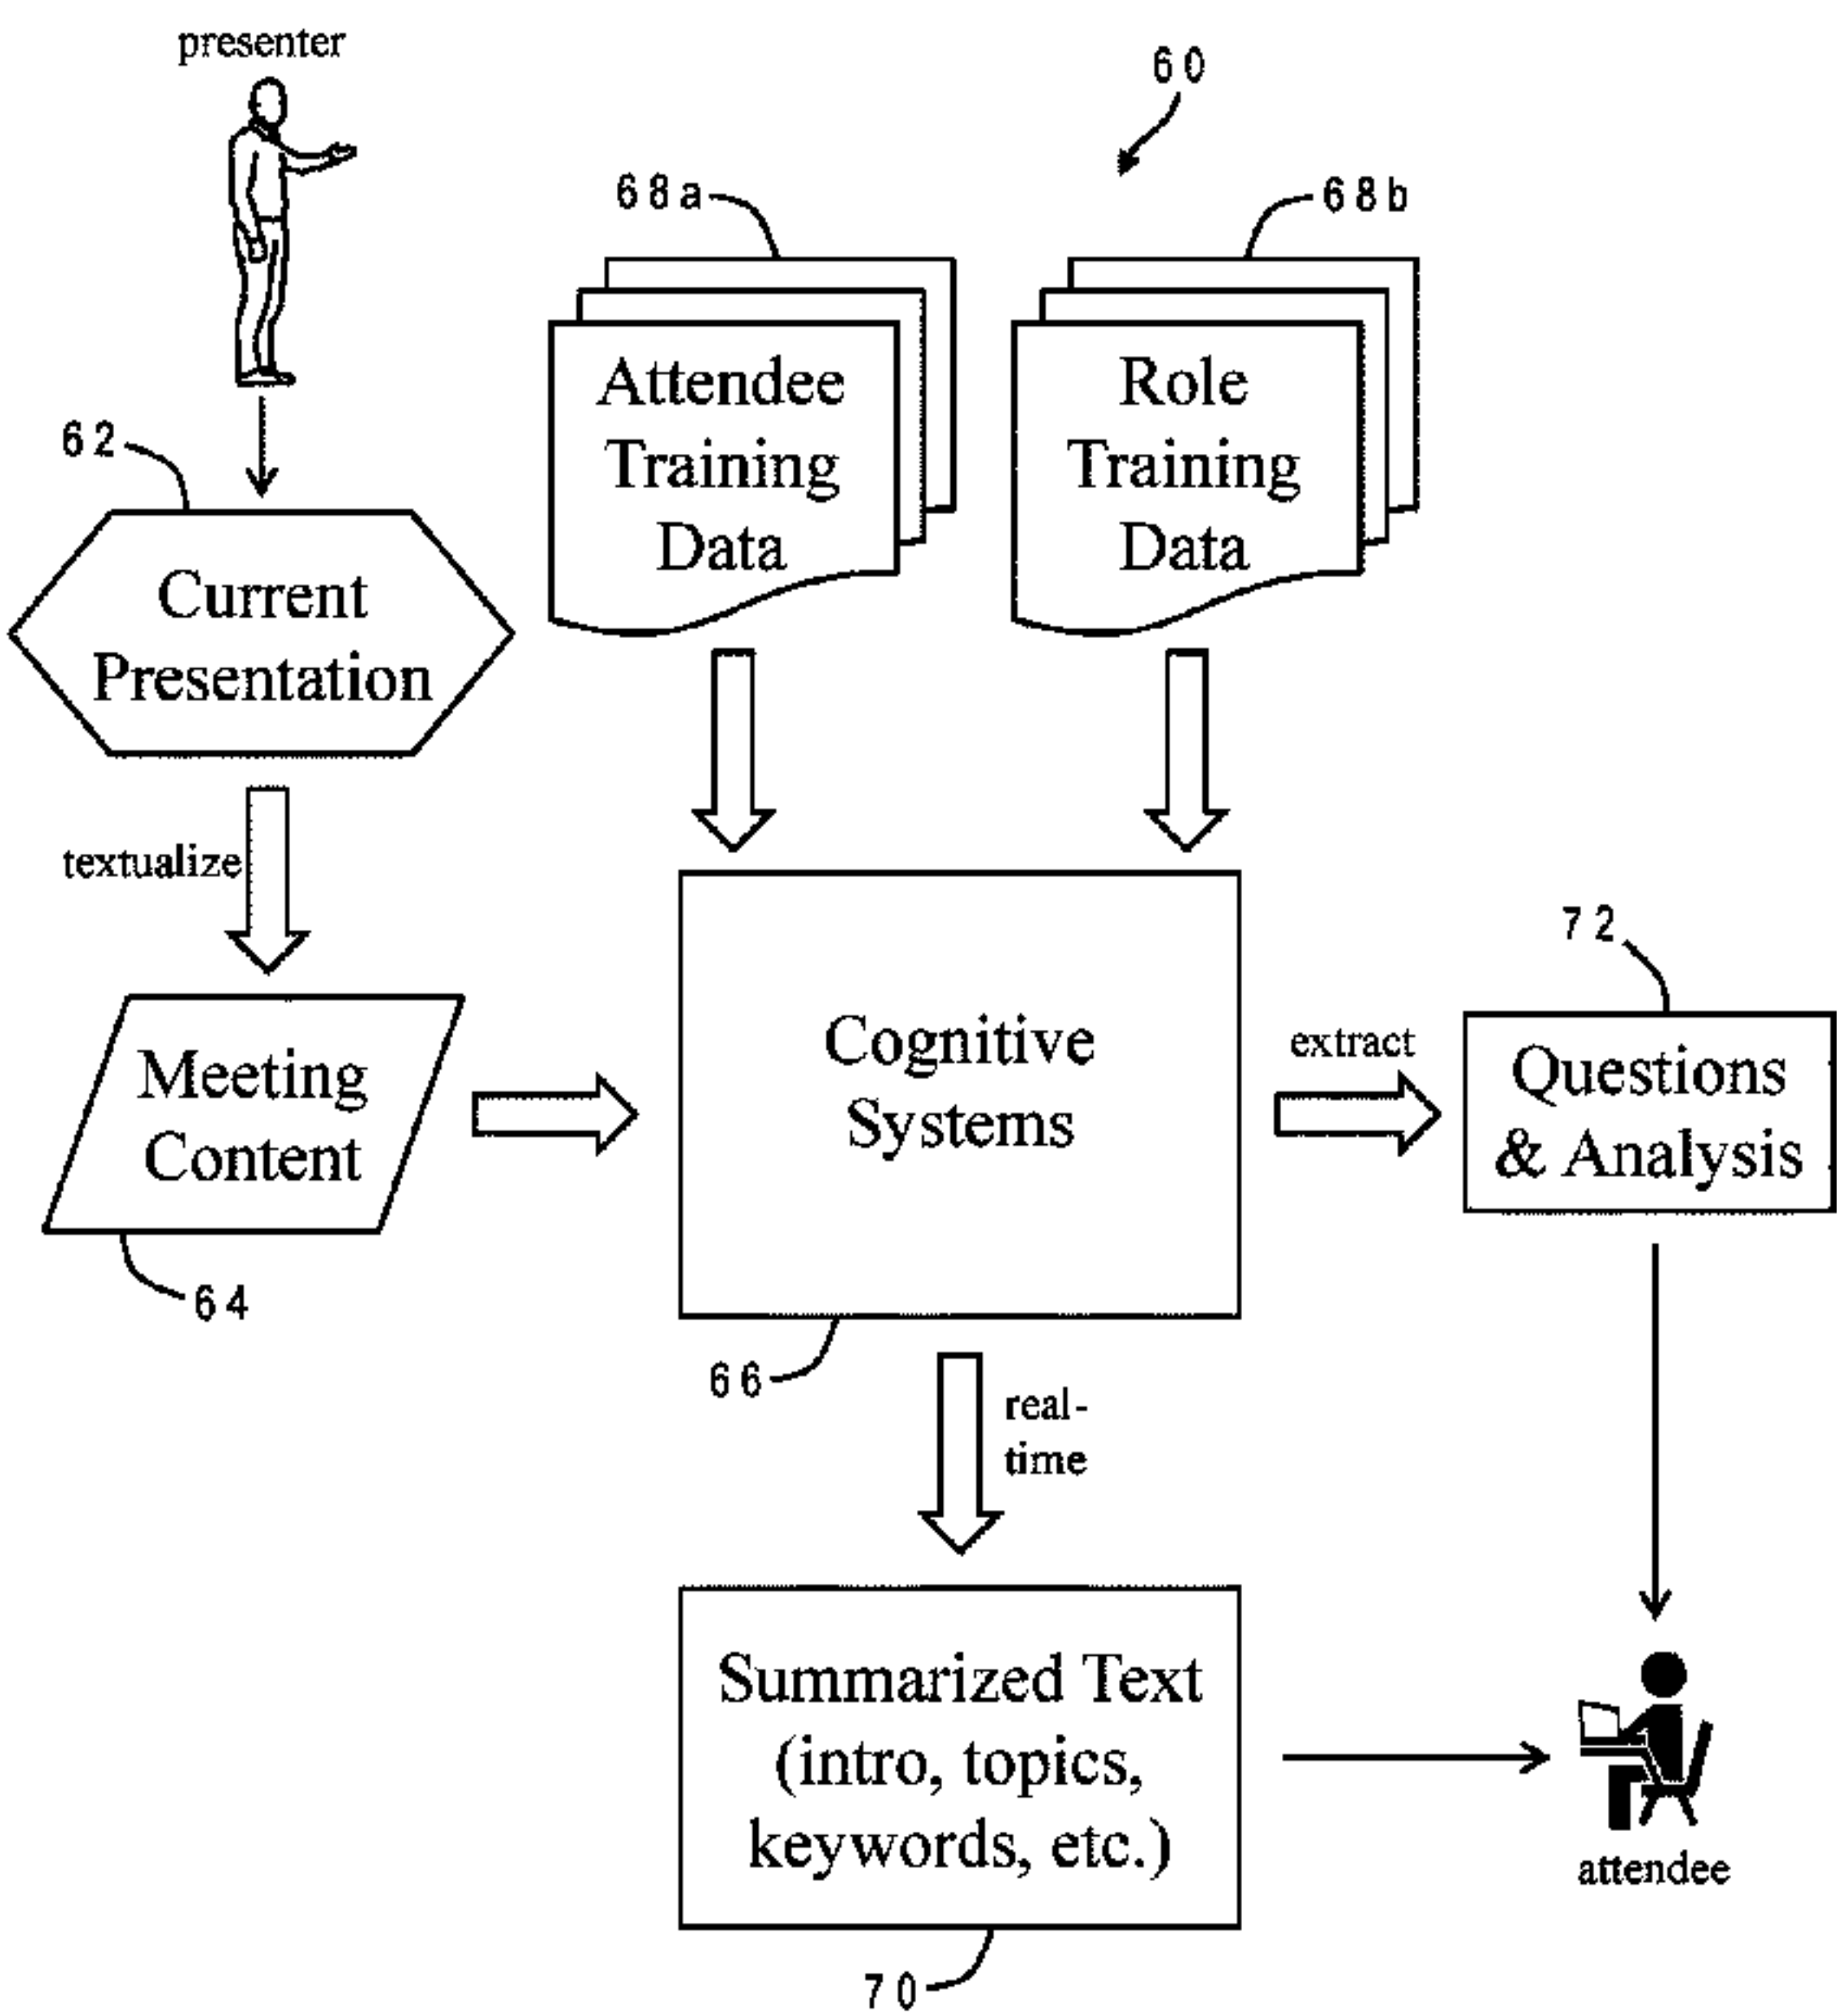 presenter
60
68a
68b
Attendee
Training
Data
Role
Training
Data
62
Current
Presentation
textualize
Meeting
Content
64
Cognitive
Systems
66
extract
72
Questions
& Analysis
real-
time
Summarized Text
(intro, topics,
keywords, etc.)
70
attendee